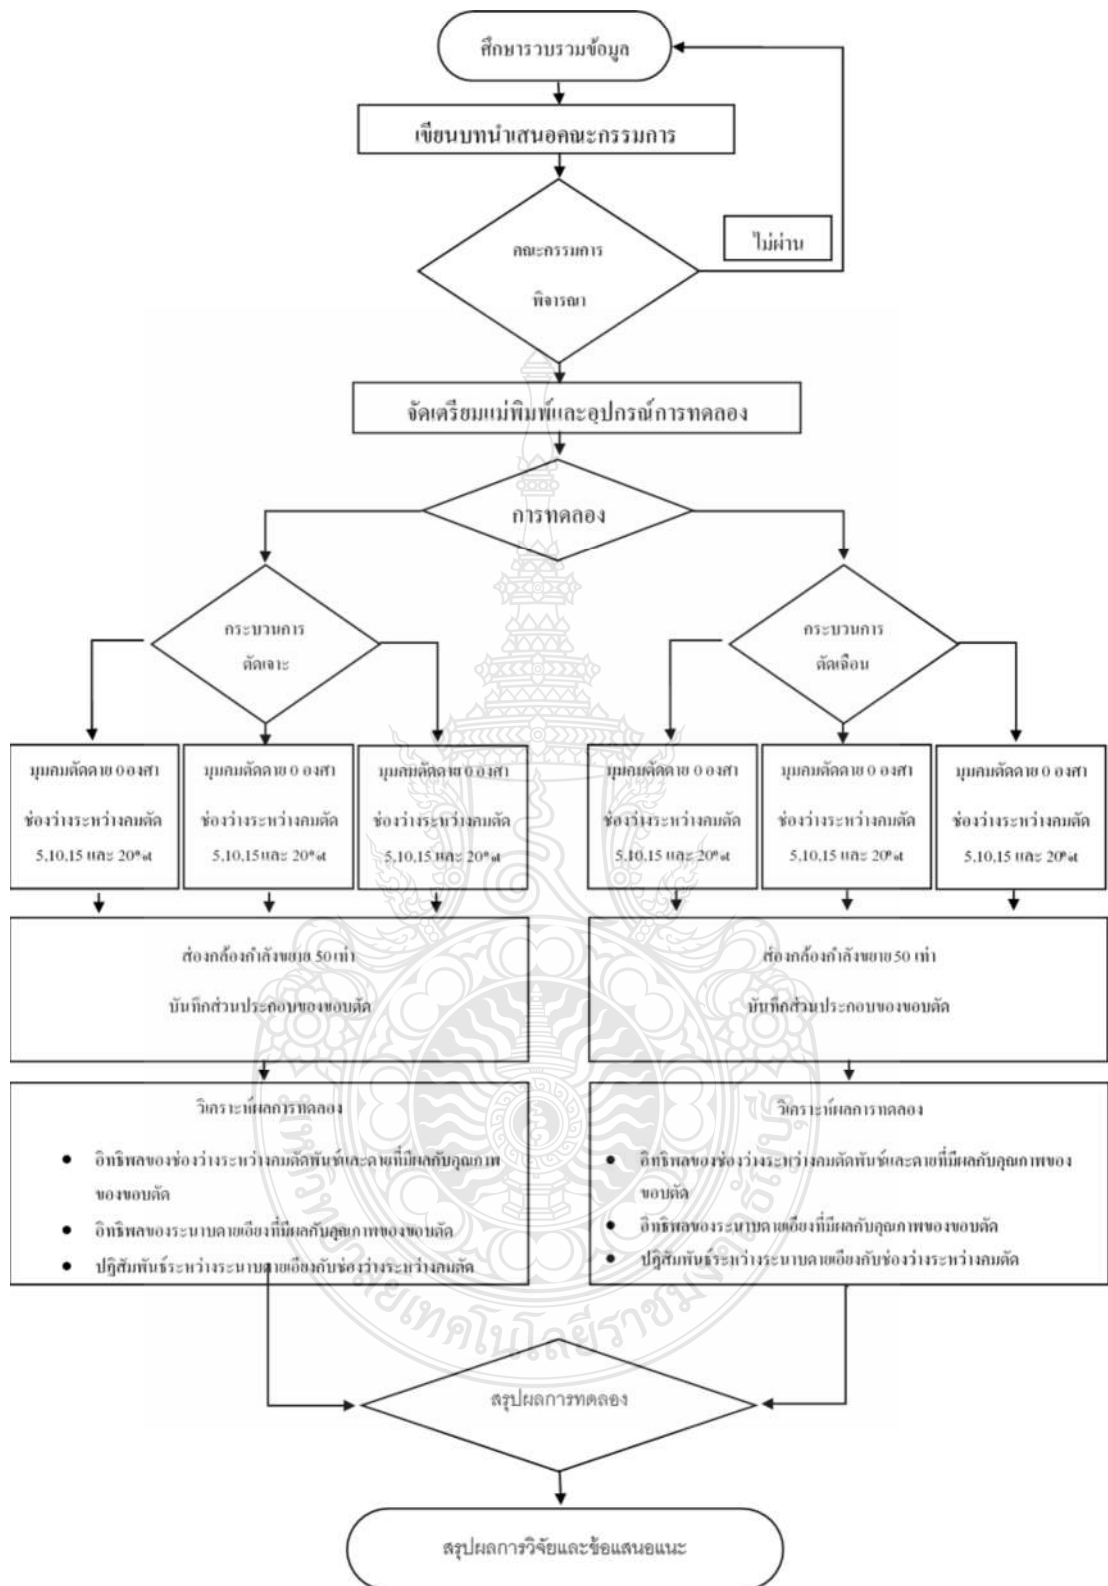 ศึกษารวบรวมข้อมูล
เขียนบทนำเสนอคณะกรรมการ
คณะกรรมการ
พิจารณา
ไม่ผ่าน
จัดเตรียมแม่พิมพ์และอุปกรณ์การทดลอง
การทดลอง
กระบวนการ
ตัดเจาะ
กระบวนการ
ตัดเฉือน
มุมคมตัดดาย 0 องศา
ช่องว่างระหว่างคมตัด
5,10,15 และ 20%t
มุมคมตัดดาย 0 องศา
ช่องว่างระหว่างคมตัด
5,10,15 และ 20%t
มุมคมตัดดาย 0 องศา
ช่องว่างระหว่างคมตัด
5,10,15 และ 20%t
มุมคมตัดดาย 0 องศา
ช่องว่างระหว่างคมตัด
5,10,15 และ 20%t
มุมคมตัดดาย 0 องศา
ช่องว่างระหว่างคมตัด
5,10,15 และ 20%t
มุมคมตัดดาย 0 องศา
ช่องว่างระหว่างคมตัด
5,10,15 และ 20%t
ส่องกล้องกำลังขยาย 50 เท่า
บันทึกส่วนประกอบของขอบตัด
ส่องกล้องกำลังขยาย 50 เท่า
บันทึกส่วนประกอบของขอบตัด
วิเคราะห์ผลการทดลอง
• อิทธิพลของช่องว่างระหว่างคมตัดพันช์และดายที่มีผลกับคุณภาพ
ของขอบตัด
• อิทธิพลของระนาบดายเอียงที่มีผลกับคุณภาพของขอบตัด
• ปฏิสัมพันธ์ระหว่างระนาบดายเอียงกับช่องว่างระหว่างคมตัด
วิเคราะห์ผลการทดลอง
• อิทธิพลของช่องว่างระหว่างคมตัดพันช์และดายที่มีผลกับคุณภาพของ
ขอบตัด
• อิทธิพลของระนาบดายเอียงที่มีผลกับคุณภาพของขอบตัด
• ปฏิสัมพันธ์ระหว่างระนาบดายเอียงกับช่องว่างระหว่างคมตัด
มหาวิทยาลัยเทคโนโลยีราชมงคลธัญบุรี
สรุปผลการทดลอง
สรุปผลการวิจัยและข้อแสนอแนะ